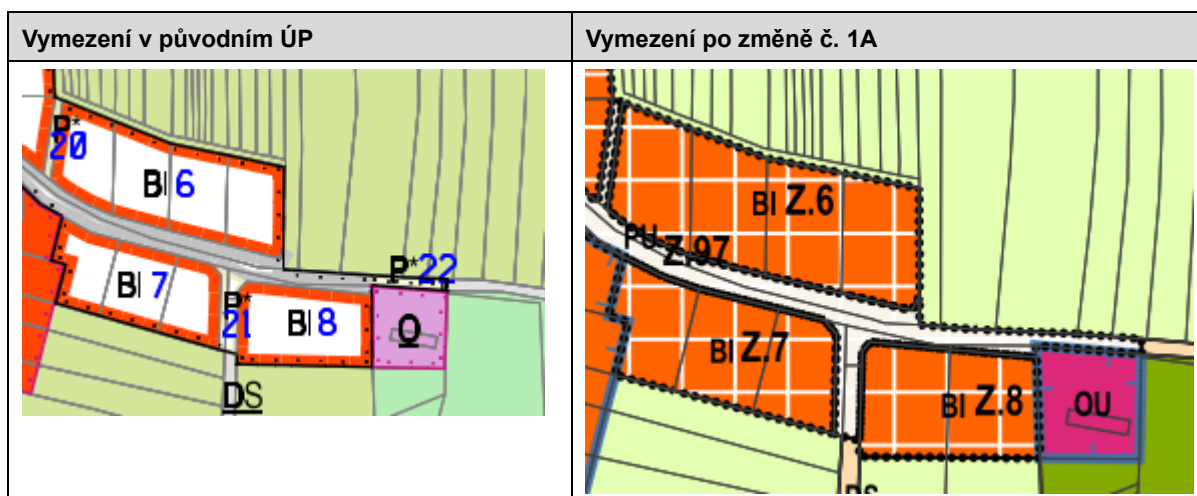 Vymezení v původním ÚP
Vymezení po změně č. 1A
P*
20
BI 6
P*22
BI 7
P*
21
BI 8
O
DS
BI Z.6
PU Z.97
BI Z.7
BI Z.8
OU
DS